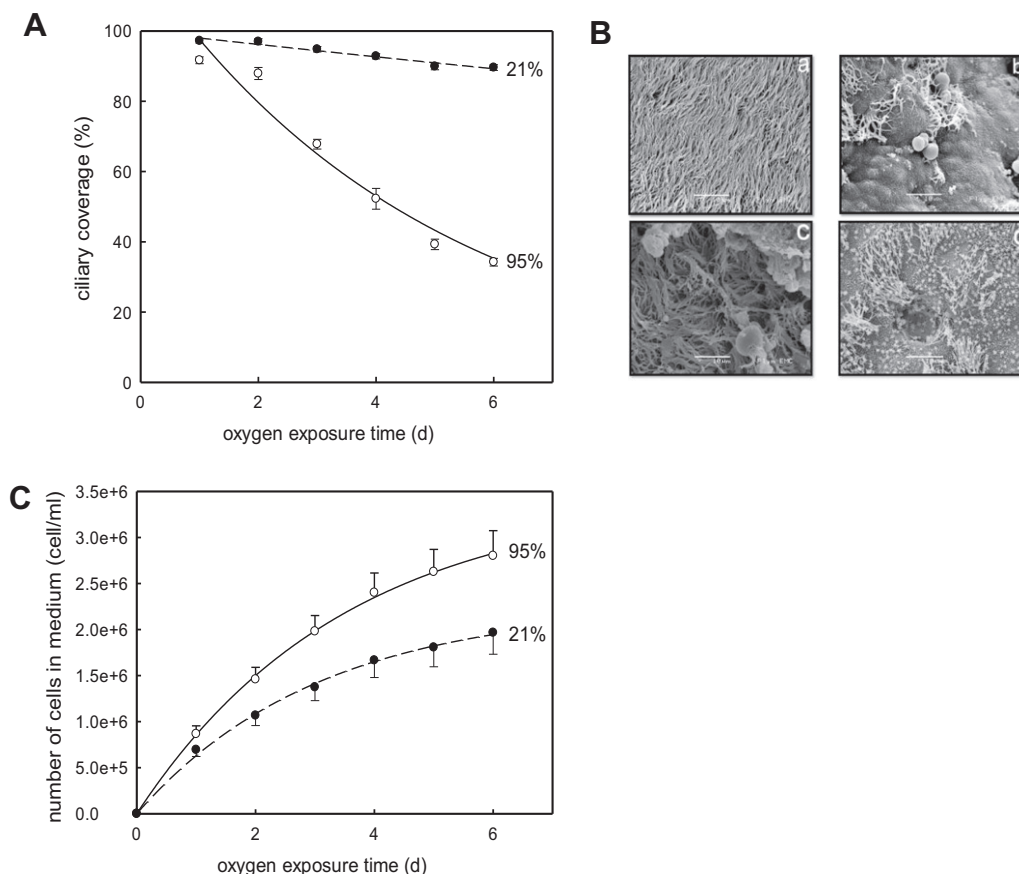 A
100
80
60
40
20
0
ciliary coverage (%)
21%
95%
0
2
4
6
oxygen exposure time (d)
B
a
b
c
C
number of cells in medium (cell/ml)
3.5e+6
3.0e+6
2.5e+6
2.0e+6
1.5e+6
1.0e+6
5.0e+5
0.0
95%
21%
0
2
4
6
oxygen exposure time (d)